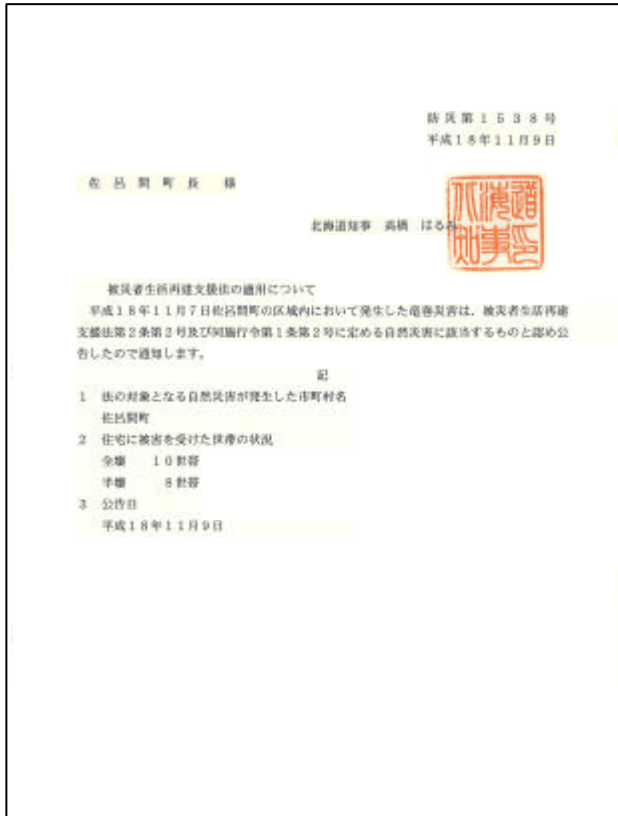 防災第１５３８号
平成１８年１１月９日
佐呂間町長　様
北海道知事　高橋　はるみ
北海道知事之印
被災者生活再建支援法の適用について
平成１８年１１月７日佐呂間町の区域内において発生した竜巻災害は、被災者生活再建
支援法第２条第２号及び同施行令第１条第２号に定める自然災害に該当するものと認め公
告したので通知します。
記
１　法の対象となる自然災害が発生した市町村名
佐呂間町
２　住宅に被害を受けた世帯の状況
全壊　１０世帯
半壊　８世帯
３　公告日
平成１８年１１月９日